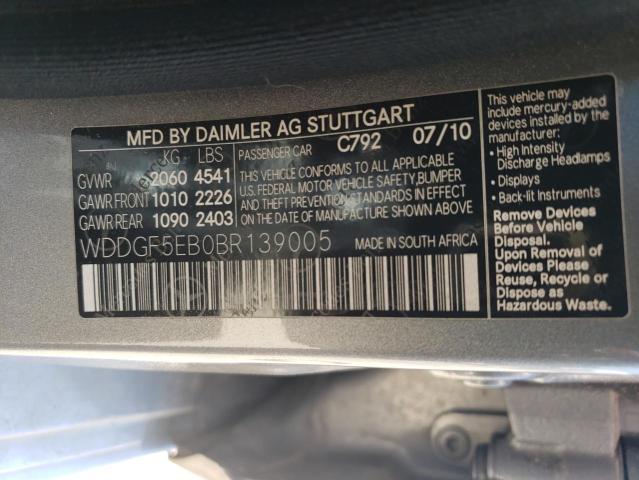 MFD BY DAIMLER AG STUTTGART
KG LBS PASSENGER CAR C792 07/10
GVWR 2060 4541
GAWR FRONT 1010 2226
GAWR REAR 1090 2403
THIS VEHICLE CONFORMS TO ALL APPLICABLE
U.S. FEDERAL MOTOR VEHICLE SAFETY, BUMPER
AND THEFT PREVENTION STANDARDS IN EFFECT
ON THE DATE OF MANUFACTURE SHOWN ABOVE.
WDDGF5EB0BR139005 MADE IN SOUTH AFRICA
This vehicle may
include mercury-added
devices installed by the
manufacturer:
• High Intensity
Discharge Headlamps
• Displays
• Back-lit Instruments
Remove Devices
Before Vehicle
Disposal.
Upon Removal of
Devices Please
Reuse, Recycle or
Dispose as
Hazardous Waste.